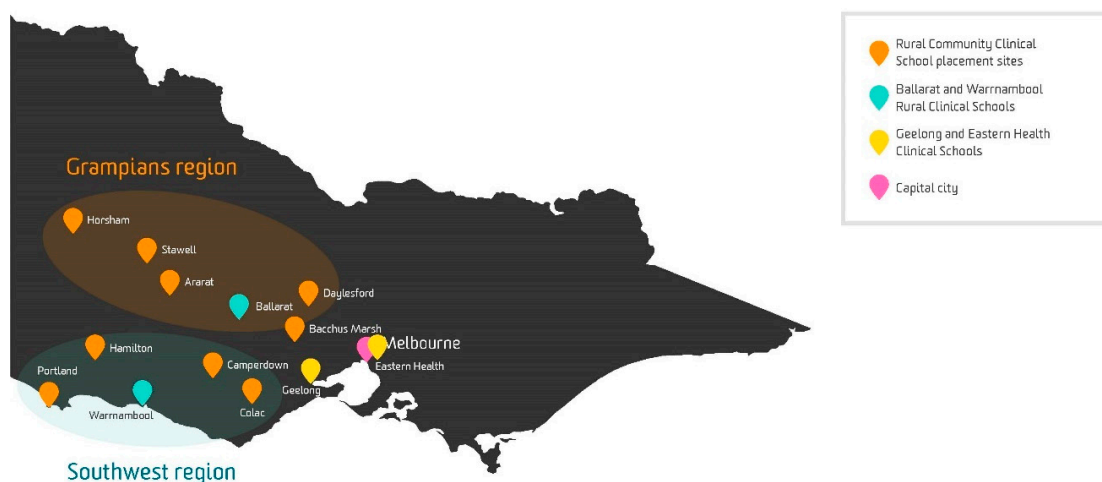 Rural Community Clinical
School placement sites
Ballarat and Warrnambool
Rural Clinical Schools
Geelong and Eastern Health
Clinical Schools
Capital city
Grampians region
Horsham
Stawell
Ararat
Ballarat
Daylesford
Bacchus Marsh
Melbourne
Eastern Health
Hamilton
Camperdown
Portland
Geelong
Warrnambool
Colac
Southwest region